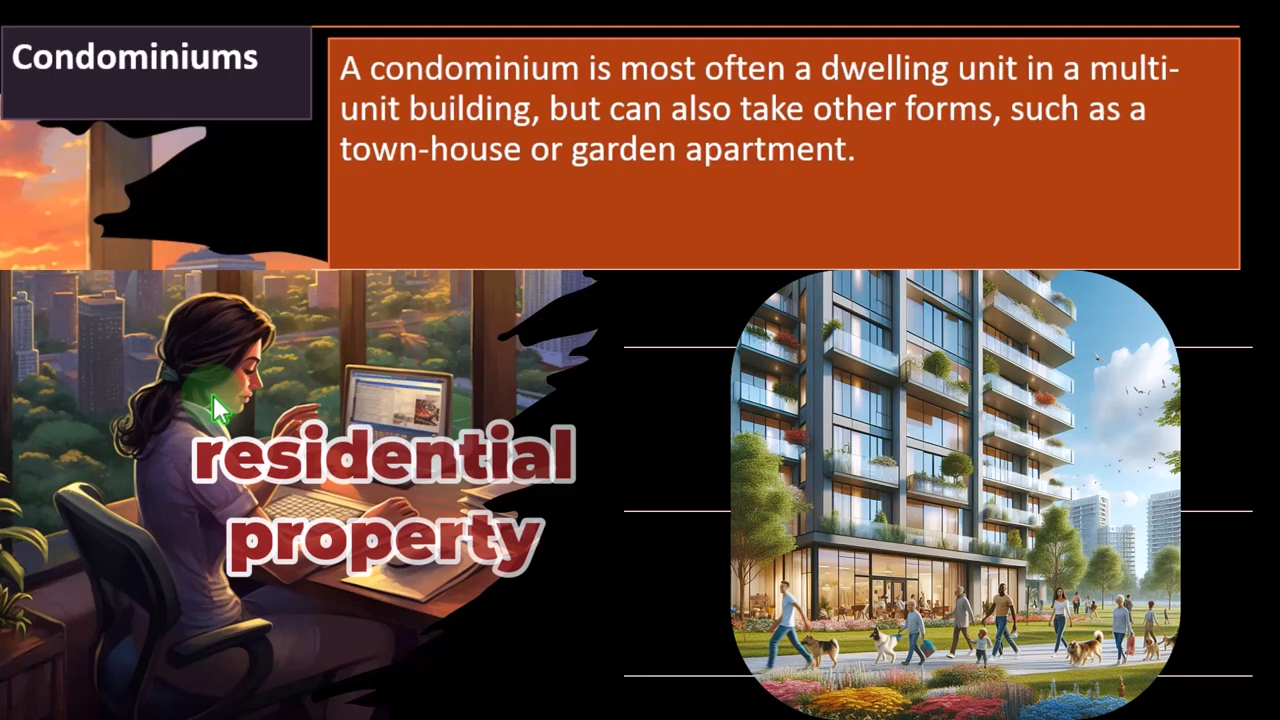 Condominiums
A condominium is most often a dwelling unit in a multi-
unit building, but can also take other forms, such as a
town-house or garden apartment.
residential
property